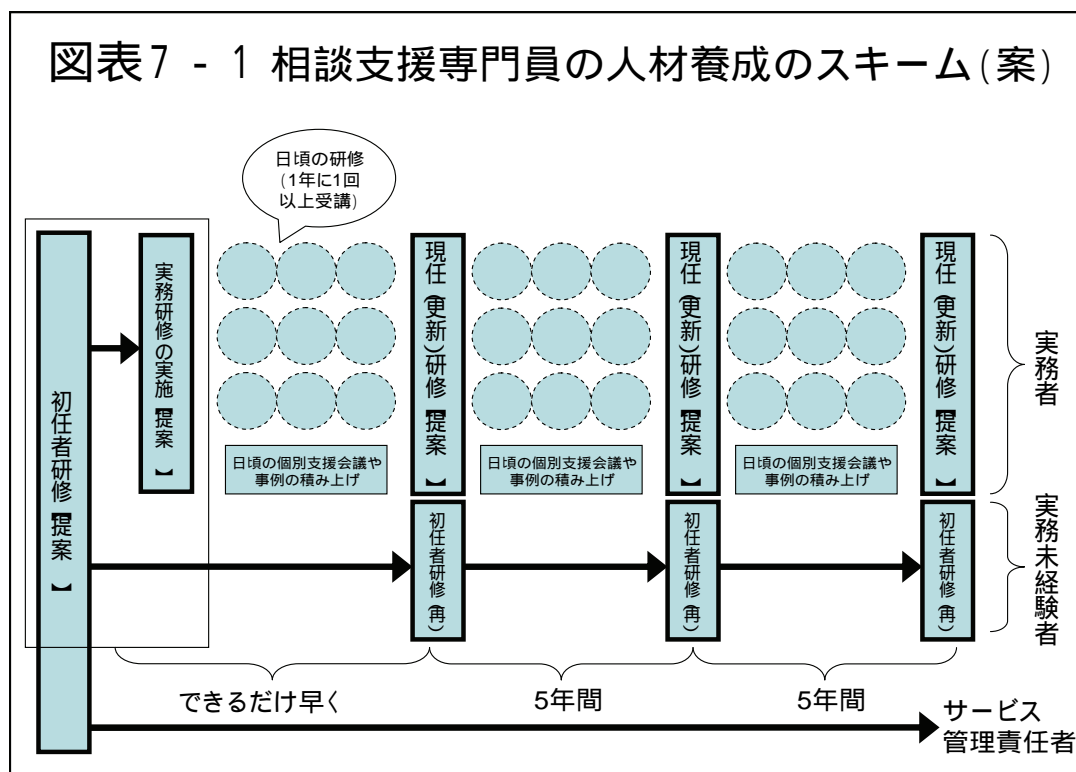 図表7 - 1 相談支援専門員の人材養成のスキーム(案)
日頃の研修
(1年に1回
以上受講)
初任者研修【提案】
実務研修の実施【提案】
現任(更新)研修【提案】
現任(更新)研修【提案】
現任(更新)研修【提案】
実務者
日頃の個別支援会議や
事例の積み上げ
日頃の個別支援会議や
事例の積み上げ
日頃の個別支援会議や
事例の積み上げ
初任者研修(再)
初任者研修(再)
初任者研修(再)
実務未経験者
できるだけ早く
5年間
5年間
サービス
管理責任者